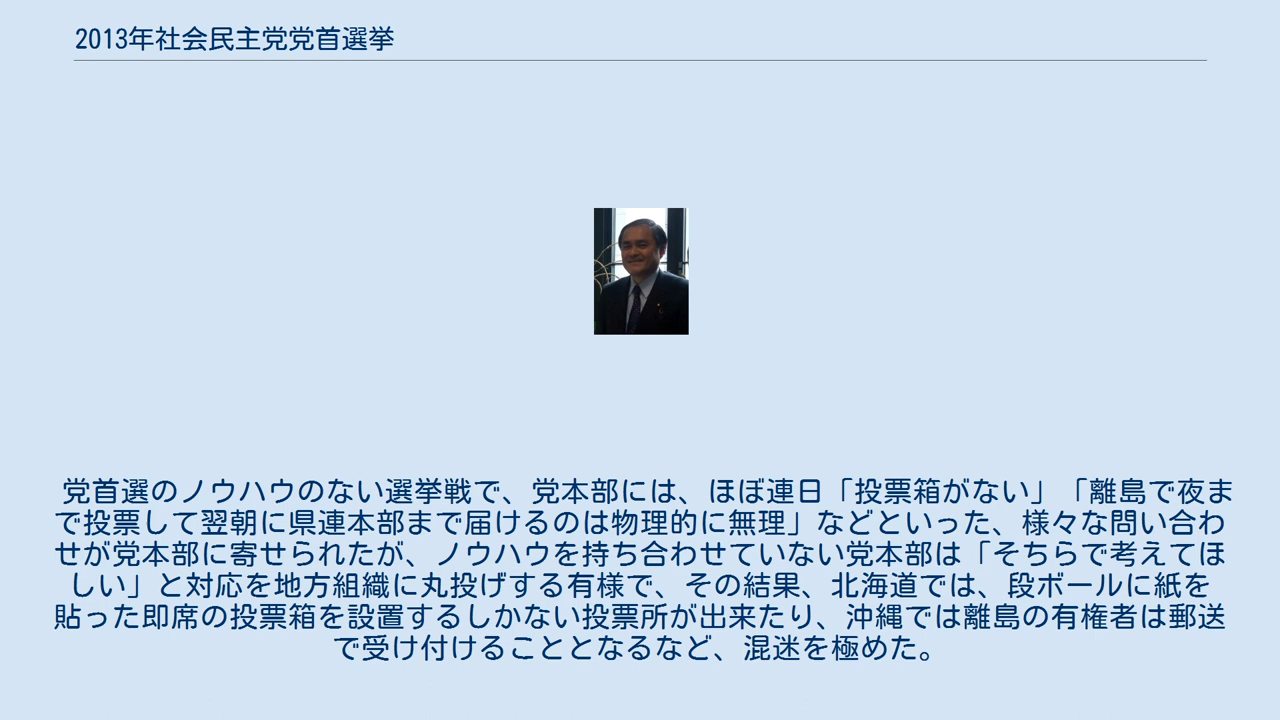 2013年社会民主党党首選挙
党首選のノウハウのない選挙戦で、党本部には、ほぼ連日「投票箱がない」「離島で夜ま
で投票して翌朝に県連本部まで届けるのは物理的に無理」などといった、様々な問い合わ
せが党本部に寄せられたが、ノウハウを持ち合わせていない党本部は「そちらで考えてほ
しい」と対応を地方組織に丸投げする有様で、その結果、北海道では、段ボールに紙を
貼った即席の投票箱を設置するしかない投票所が出来たり、沖縄では離島の有権者は郵送
で受け付けることとなるなど、混迷を極めた。